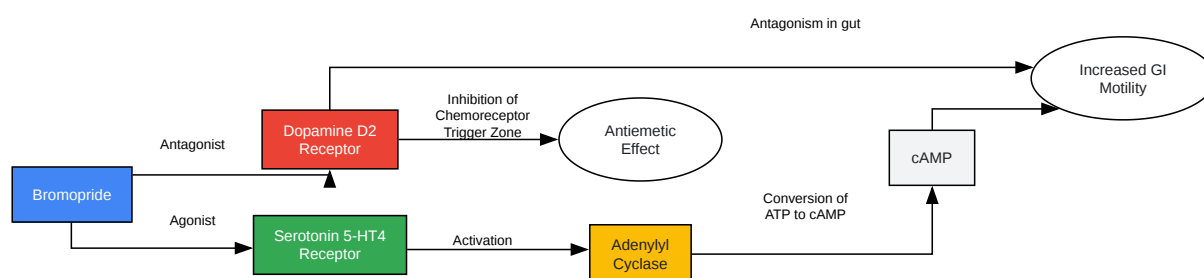 Antagonism in gut
Increased GI
Motility
Inhibition of
Chemoreceptor
Trigger Zone
Dopamine D2
Receptor
Antiemetic
Effect
Antagonist
cAMP
Bromopride
Conversion of
ATP to cAMP
Agonist
Serotonin 5-HT4
Receptor
Activation
Adenylyl
Cyclase